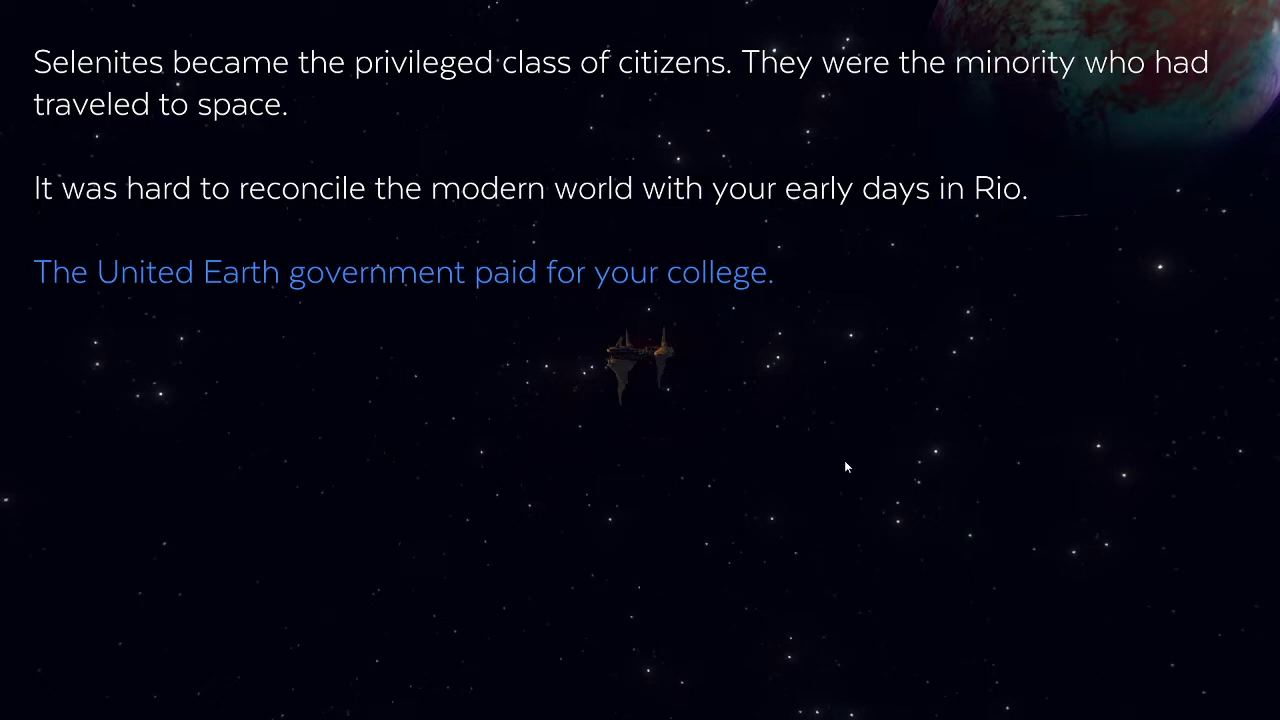 Selenites became the privileged class of citizens. They were the minority who had
traveled to space.
It was hard to reconcile the modern world with your early days in Rio.
The United Earth government paid for your college.